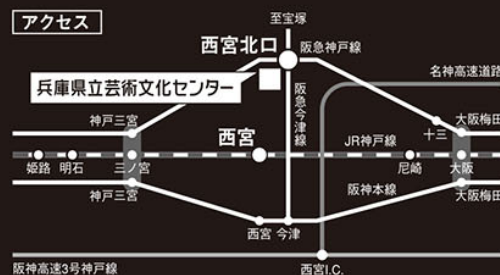 アクセス
至宝塚
西宮北口
阪急神戸線
名神高速道路
兵庫県立芸術文化センター
阪急今津線
神戸三宮
十三
大阪梅田
西宮
JR神戸線
姫路
明石
三ノ宮
尼崎
大阪
神戸三宮
阪神本線
大阪梅田
西宮
今津
阪神高速3号神戸線
西宮I.C.